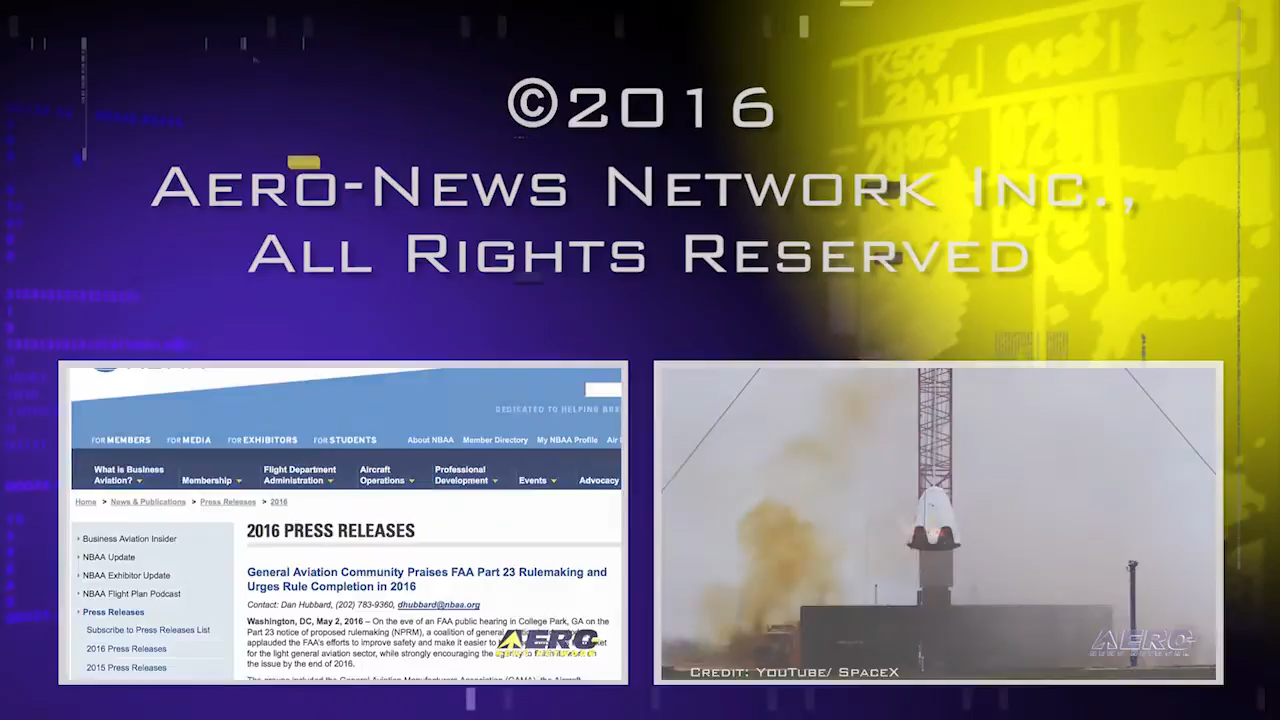 ©2016
AERO-NEWS NETWORK INC.,
ALL RIGHTS RESERVED
DEDICATED TO HELPING
FOR MEMBERS FOR MEDIA FOR EXHIBITORS FOR STUDENTS About NBAA Member Directory My NBAA Profile Air
What is Business Aviation? Membership Flight Department Administration Aircraft Operations Professional Development Events Advocacy
Home > News & Publications > Press Releases > 2016
Business Aviation Insider
NBAA Update
NBAA Exhibitor Update
NBAA Flight Plan Podcast
Press Releases
Subscribe to Press Releases List
2016 Press Releases
2015 Press Releases
2016 PRESS RELEASES
General Aviation Community Praises FAA Part 23 Rulemaking and
Urges Rule Completion in 2016
Contact: Dan Hubbard, (202) 783-9360, dhubbard@nbaa.org
Washington, DC, May 2, 2016 – On the eve of an FAA public hearing in College Park, GA on the
Part 23 notice of proposed rulemaking (NPRM), a coalition of general
applauded the FAA's efforts to improve safety and make it easier to
for the light general aviation sector, while strongly encouraging the
the issue by the end of 2016.
AERO
CREDIT: YOUTUBE/ SPACEX
AERO